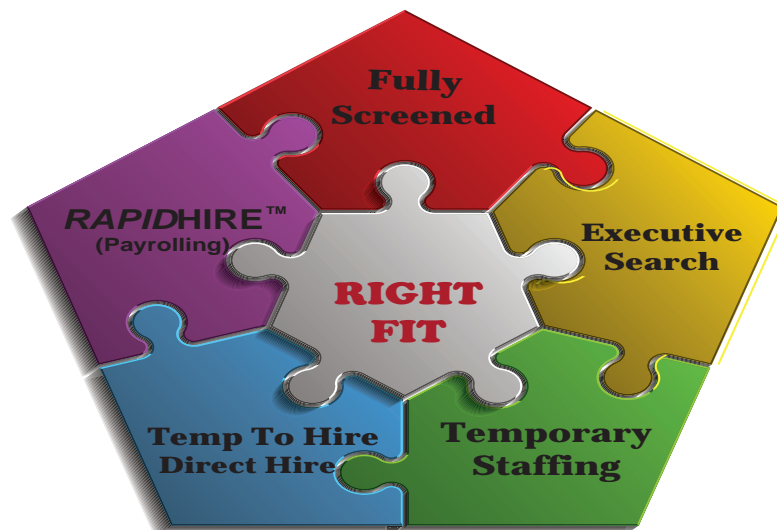 Fully
Screened
RAPIDHIRE™
(Payrolling)
Executive
Search
RIGHT
FIT
Temp To Hire
Direct Hire
Temporary
Staffing